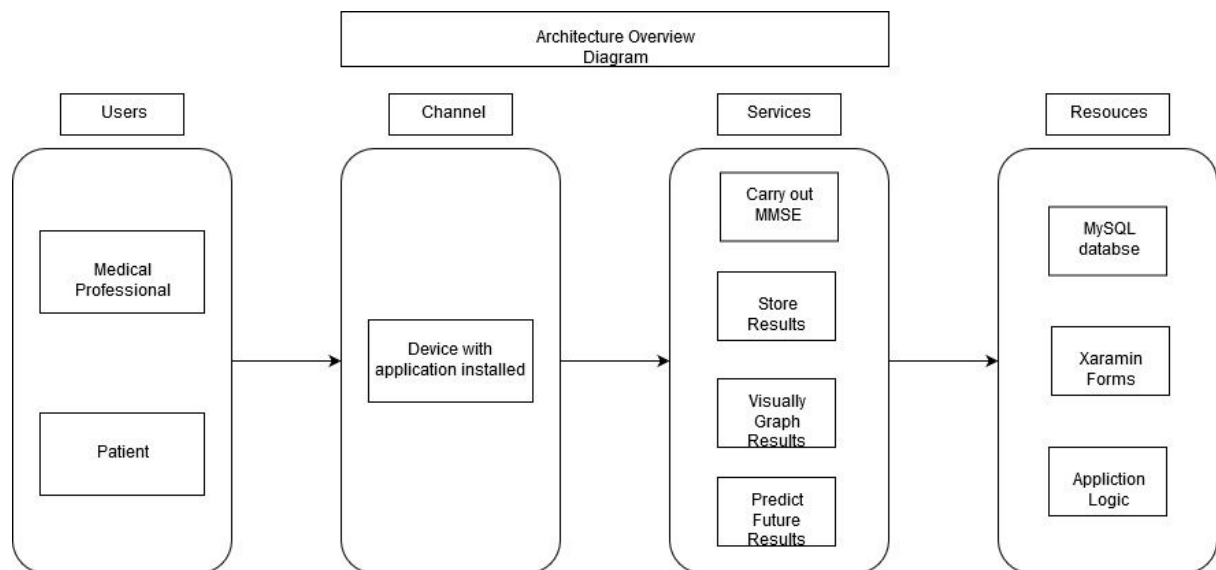 Architecture Overview
Diagram
Users
Channel
Services
Resouces
Medical
Professional
Patient
Device with
application installed
Carry out
MMSE
Store
Results
Visually
Graph
Results
Predict
Future
Results
MySQL
databse
Xaramin
Forms
Appliction
Logic